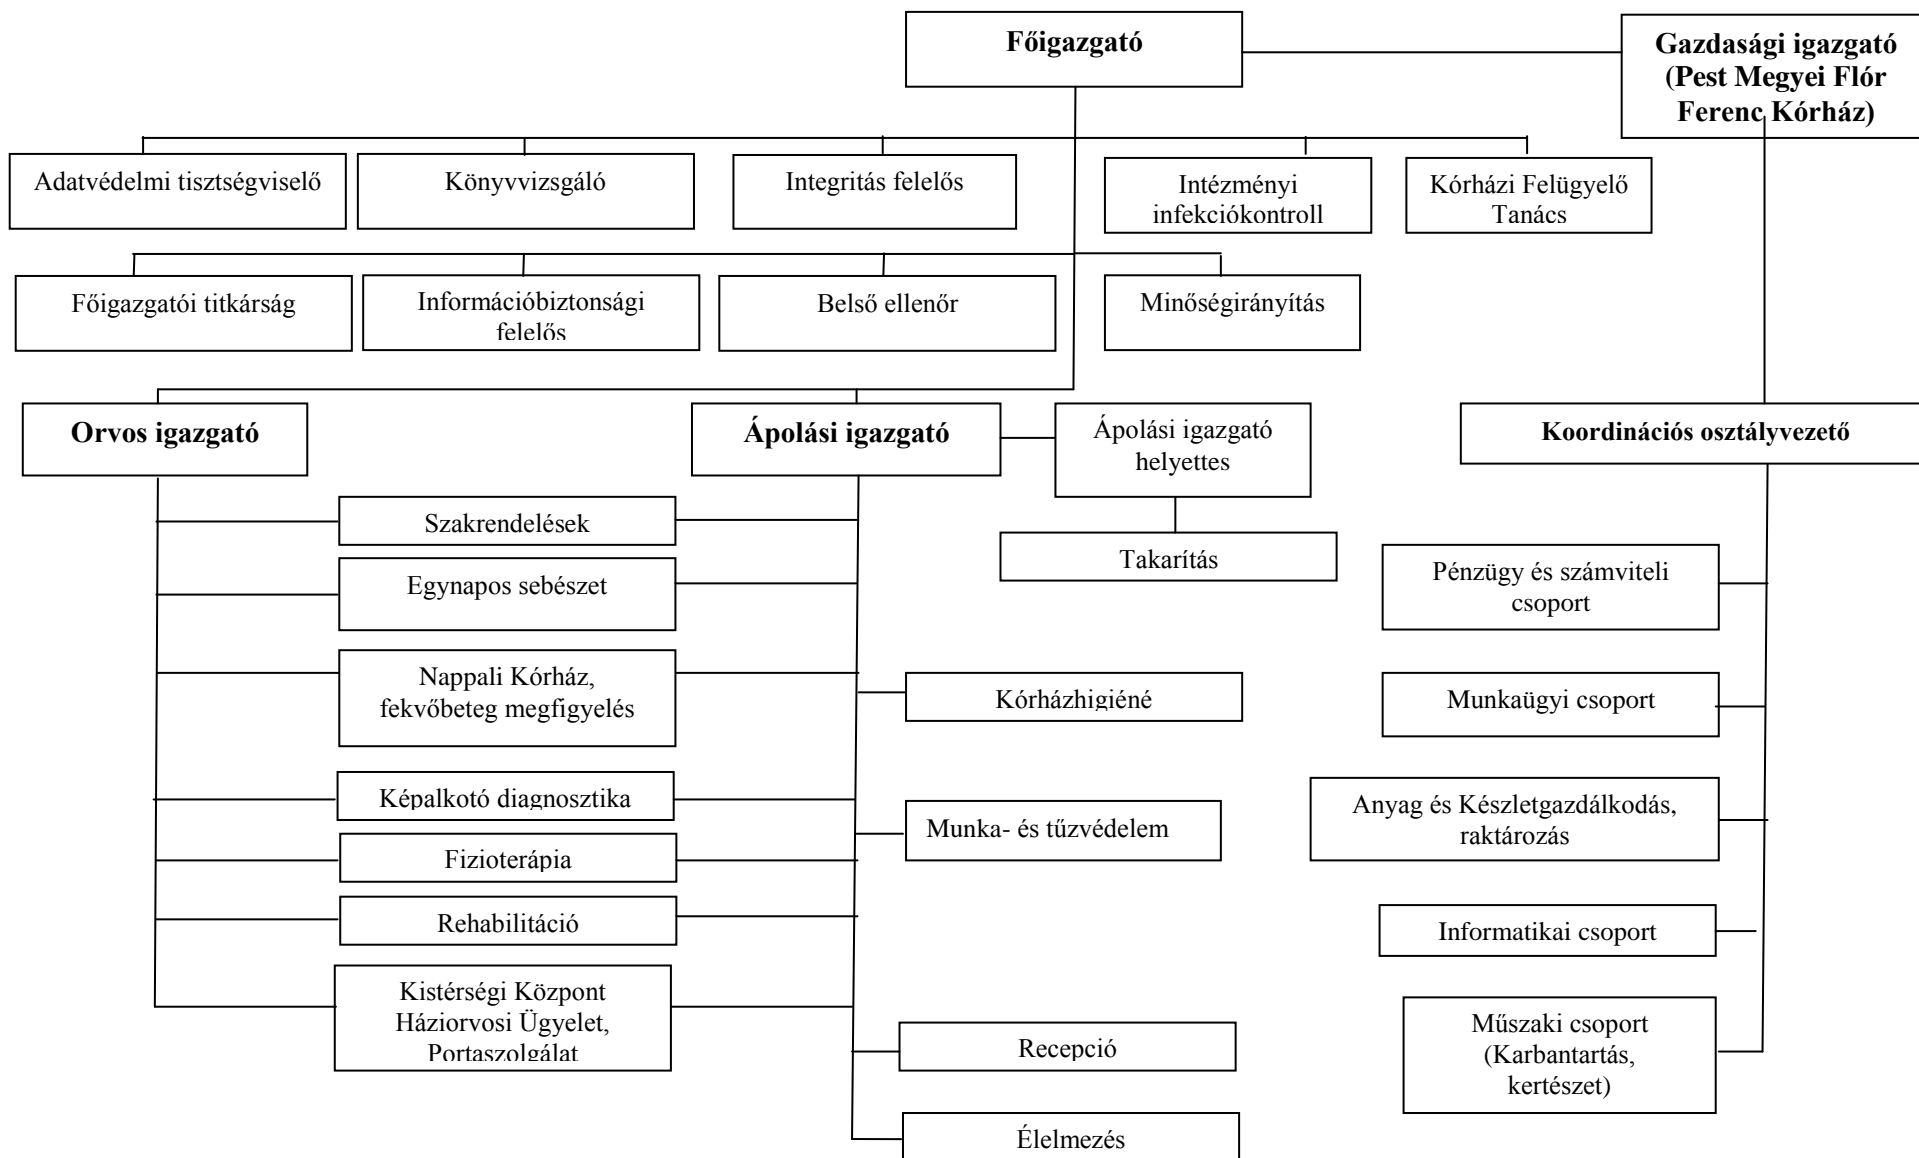 Főigazgató
Gazdasági igazgató
(Pest Megyei Flór
Ferenc Kórház)
Adatvédelmi tisztségviselő
Könyvvizsgáló
Integritás felelős
Intézményi
infekciókontroll
Kórházi Felügyelő
Tanács
Főigazgatói titkárság
Információbiztonsági
felelős
Belső ellenőr
Minőségirányítás
Orvos igazgató
Ápolási igazgató
Ápolási igazgató
helyettes
Koordinációs osztályvezető
Szakrendelések
Takarítás
Egynapos sebészet
Pénzügy és számviteli
csoport
Nappali Kórház,
fekvőbeteg megfigyelés
Kórházhigiéné
Munkaügyi csoport
Képalkotó diagnosztika
Munka- és tűzvédelem
Anyag és Készletgazdálkodás,
raktározás
Fizioterápia
Rehabilitáció
Informatikai csoport
Kistérségi Központ
Háziorvosi Ügyelet,
Portaszolgálat
Recepció
Műszaki csoport
(Karbantartás,
kertészet)
Élelmezés